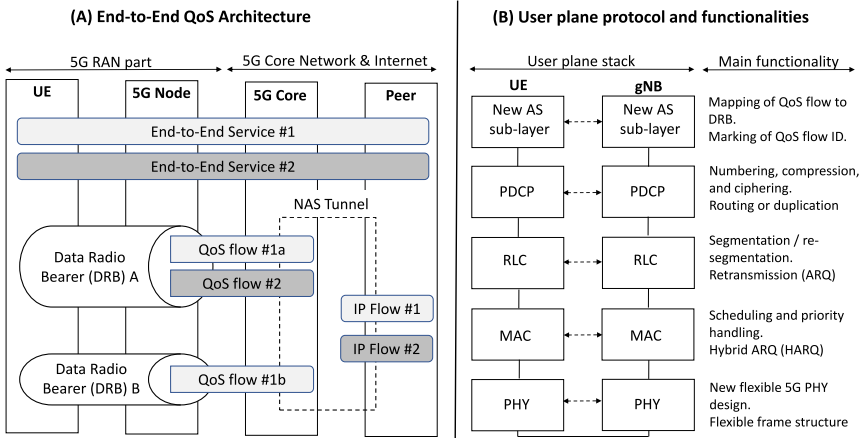 (A) End-to-End QoS Architecture
5G RAN part
5G Core Network & Internet
UE
5G Node
5G Core
Peer
End-to-End Service #1
End-to-End Service #2
NAS Tunnel
Data Radio
Bearer (DRB) A
QoS flow #1a
QoS flow #2
IP Flow #1
IP Flow #2
Data Radio
Bearer (DRB) B
QoS flow #1b
(B) User plane protocol and functionalities
User plane stack
Main functionality
UE
gNB
New AS
sub-layer
New AS
sub-layer
Mapping of QoS flow to
DRB.
Marking of QoS flow ID.
PDCP
PDCP
Numbering, compression,
and ciphering.
Routing or duplication
RLC
RLC
Segmentation / re-
segmentation.
Retransmission (ARQ)
MAC
MAC
Scheduling and priority
handling.
Hybrid ARQ (HARQ)
PHY
PHY
New flexible 5G PHY
design.
Flexible frame structure